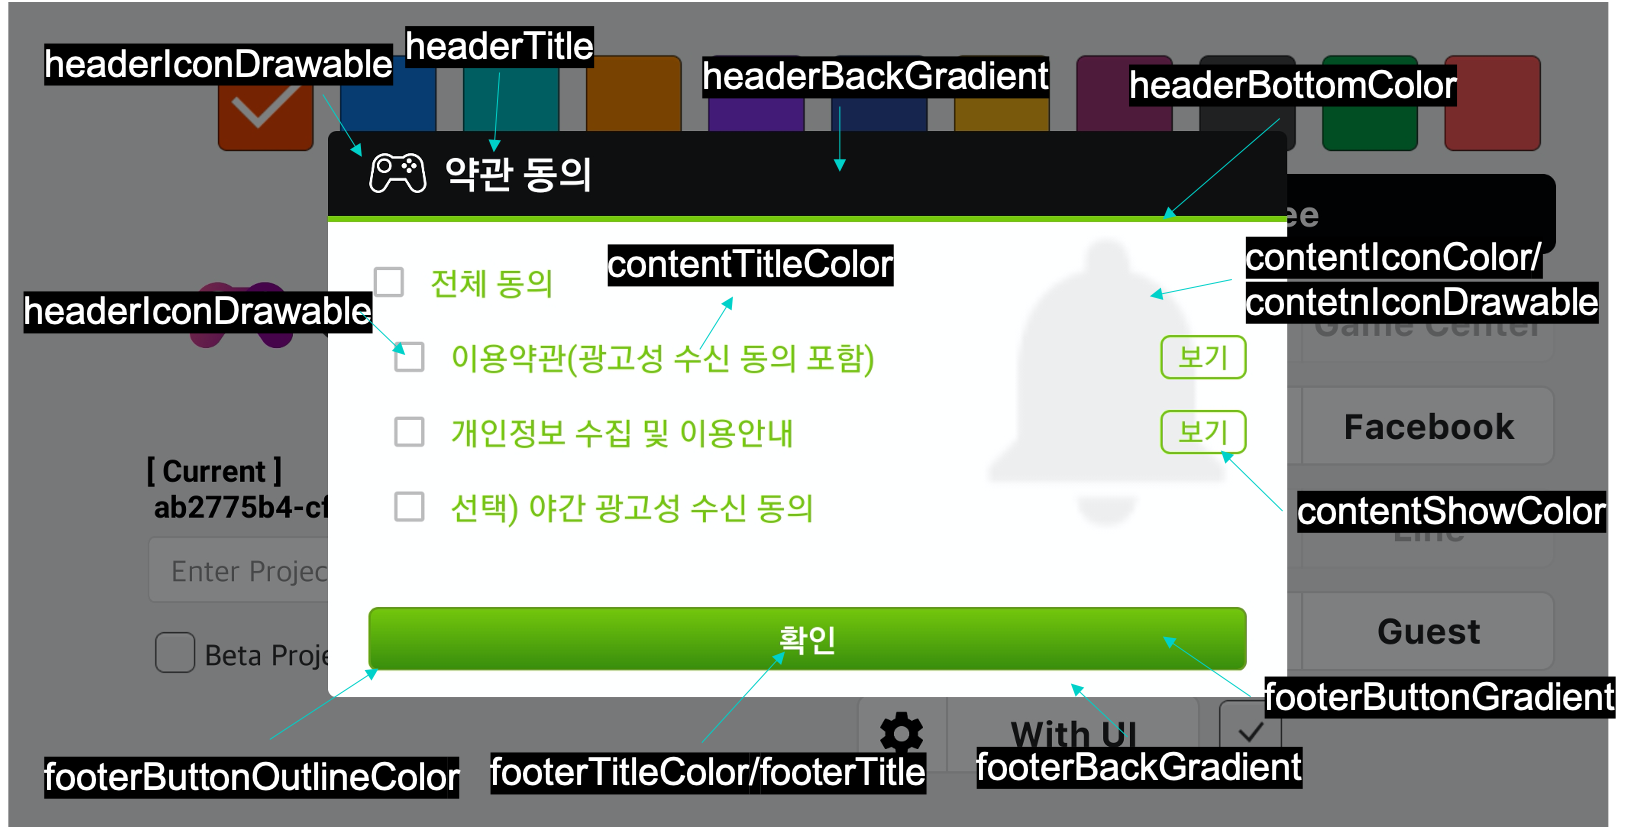 headerIconDrawable
headerTitle
headerBackGradient
headerBottomColor
약관 동의
ee
contentTitleColor
contentIconColor/
contetnIconDrawable
전체 동의
headerIconDrawable
Game Center
이용약관(광고성 수신 동의 포함)
보기
개인정보 수집 및 이용안내
보기
Facebook
[ Current ]
ab2775b4-cf
선택) 야간 광고성 수신 동의
contentShowColor
Line
Enter Projec
확인
Guest
Beta Proje
footerButtonGradient
With UI
footerButtonOutlineColor
footerTitleColor/footerTitle
footerBackGradient